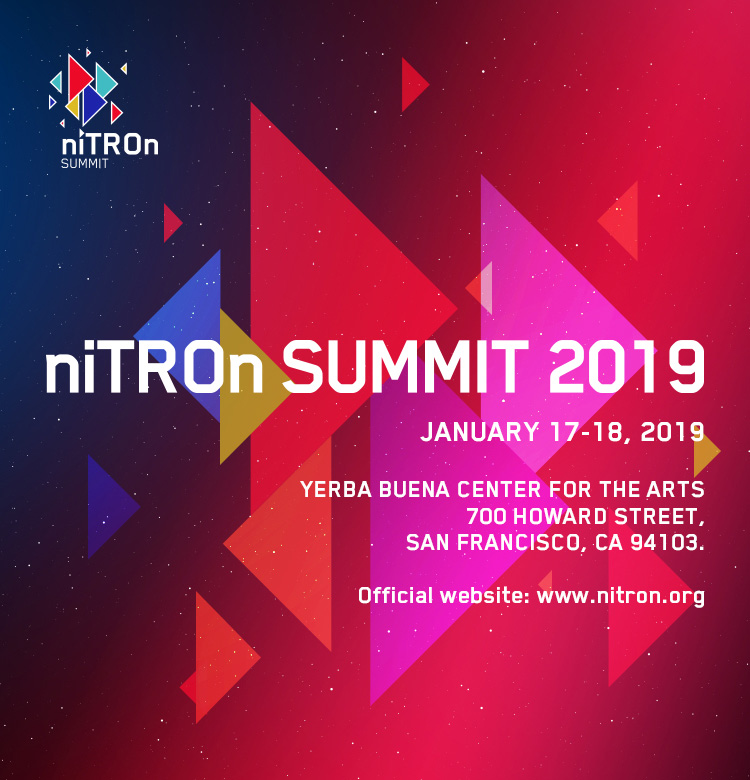 niTROn
SUMMIT
niTROn SUMMIT 2019
JANUARY 17-18, 2019
YERBA BUENA CENTER FOR THE ARTS
700 HOWARD STREET,
SAN FRANCISCO, CA 94103.
Official website: www.nitron.org